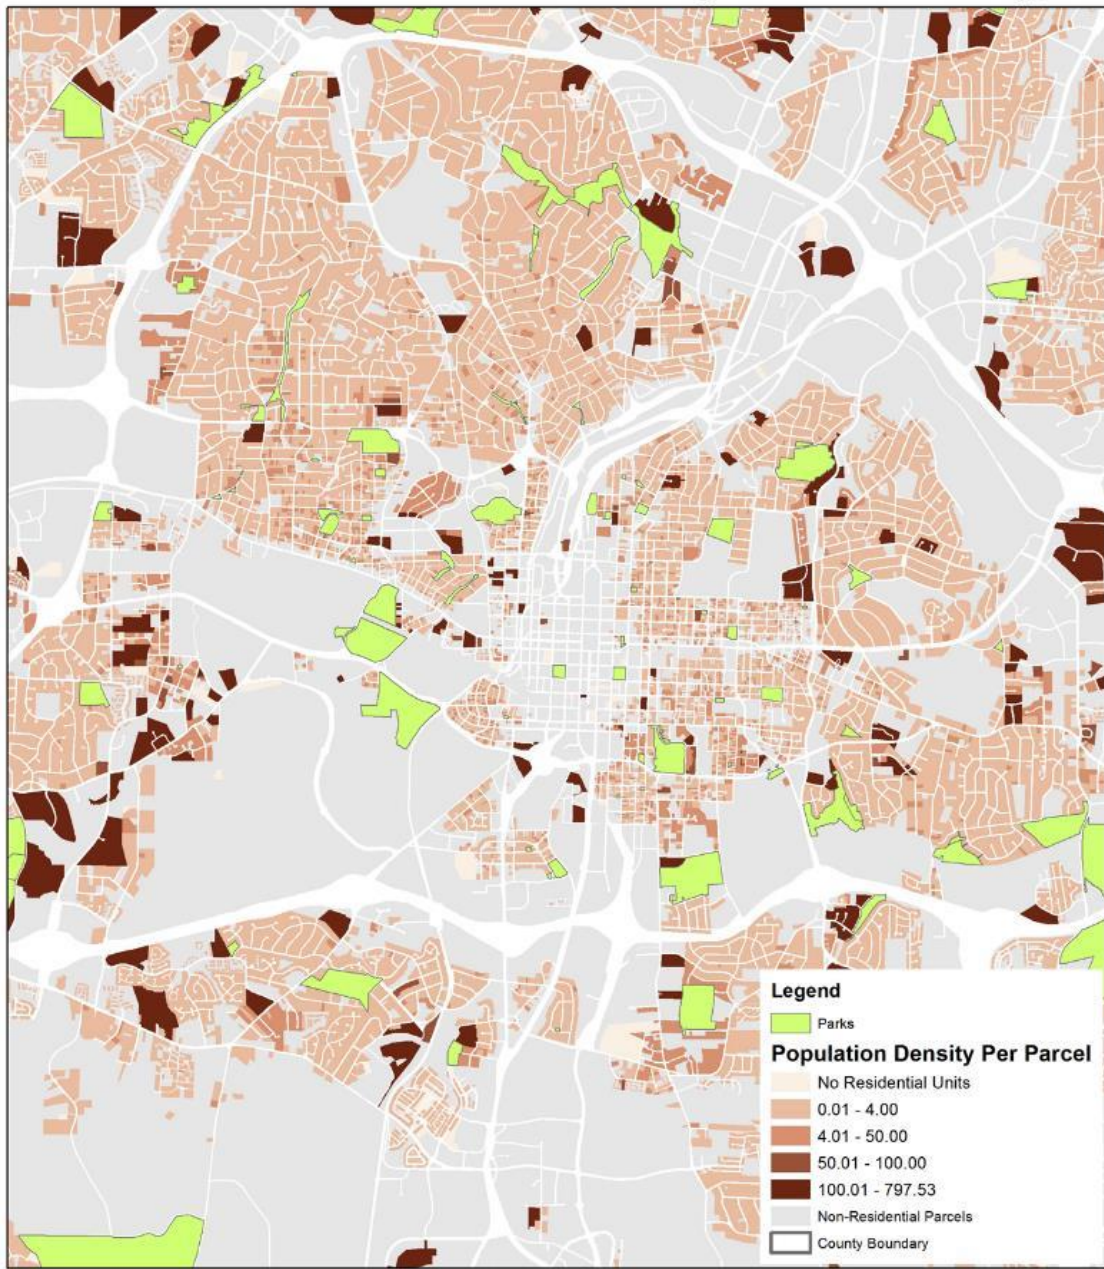 Legend
Parks
Population Density Per Parcel
No Residential Units
0.01 - 4.00
4.01 - 50.00
50.01 - 100.00
100.01 - 797.53
Non-Residential Parcels
County Boundary